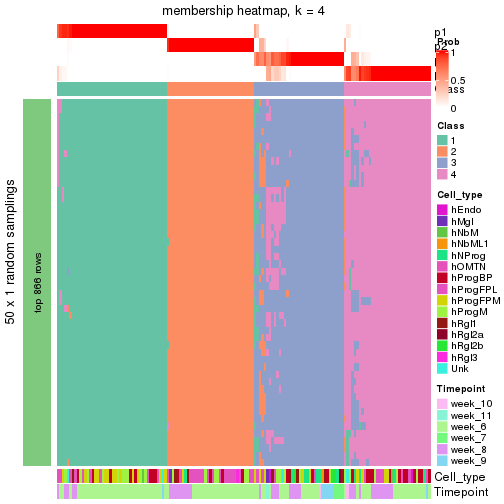 membership heatmap, k = 4
p1
p2
Prob
1
0.5
0
Class
Class
1
2
3
4
Cell_type
hEndo
hMgl
hNbM
hNbML1
hNProg
hOMTN
hProgBP
hProgFPL
hProgFPM
hProgM
hRgl1
hRgl2a
hRgl2b
hRgl3
Unk
Timepoint
week_10
week_11
week_6
week_7
week_8
week_9
50 x 1 random samplings
top 866 rows
Cell_type
Timepoint